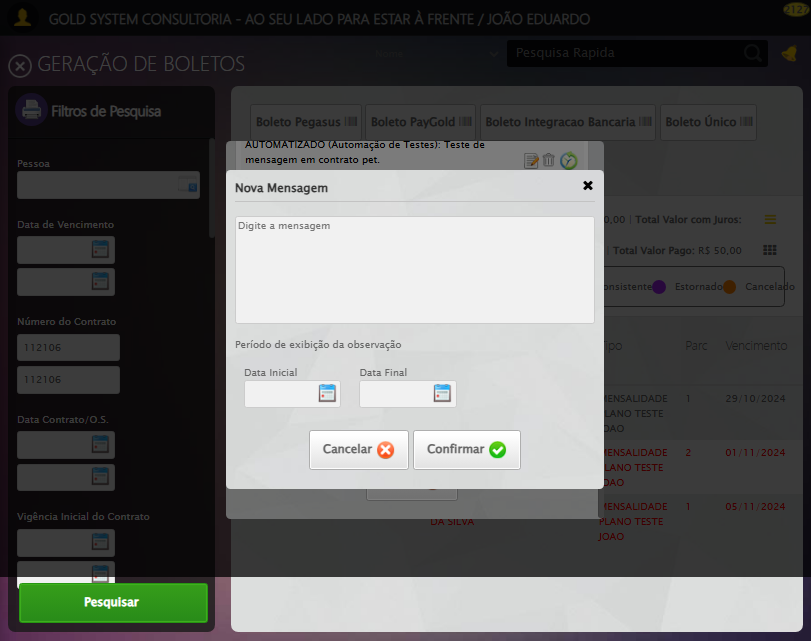 GOLD SYSTEM CONSULTORIA - AO SEU LADO PARA ESTAR À FRENTE / JOÃO EDUARDO
2127
GERAÇÃO DE BOLETOS
Pesquisa Rapida
Filtros de Pesquisa
Pessoa
Data de Vencimento
Número do Contrato
112106
112106
Data Contrato/O.S.
Vigência Inicial do Contrato
Pesquisar
Boleto Pegasus
Boleto PayGold
Boleto Integracao Bancaria
Boleto Único
AUTOMATIZADO (Automação de Testes): Teste de
mensagem em contrato pet.
Nova Mensagem
Digite a mensagem
Período de exibição da observação
Data Inicial
Data Final
Cancelar
Confirmar
0,00 | Total Valor com Juros:
| Total Valor Pago: R$ 50,00
onsistente
Estornado
Cancelado
Tipo
Parc
Vencimento
MENSALIDADE
PLANO TESTE
JOAO
1
29/10/2024
MENSALIDADE
PLANO TESTE
JOAO
2
01/11/2024
DA SILVA
MENSALIDADE
PLANO TESTE
JOAO
1
05/11/2024